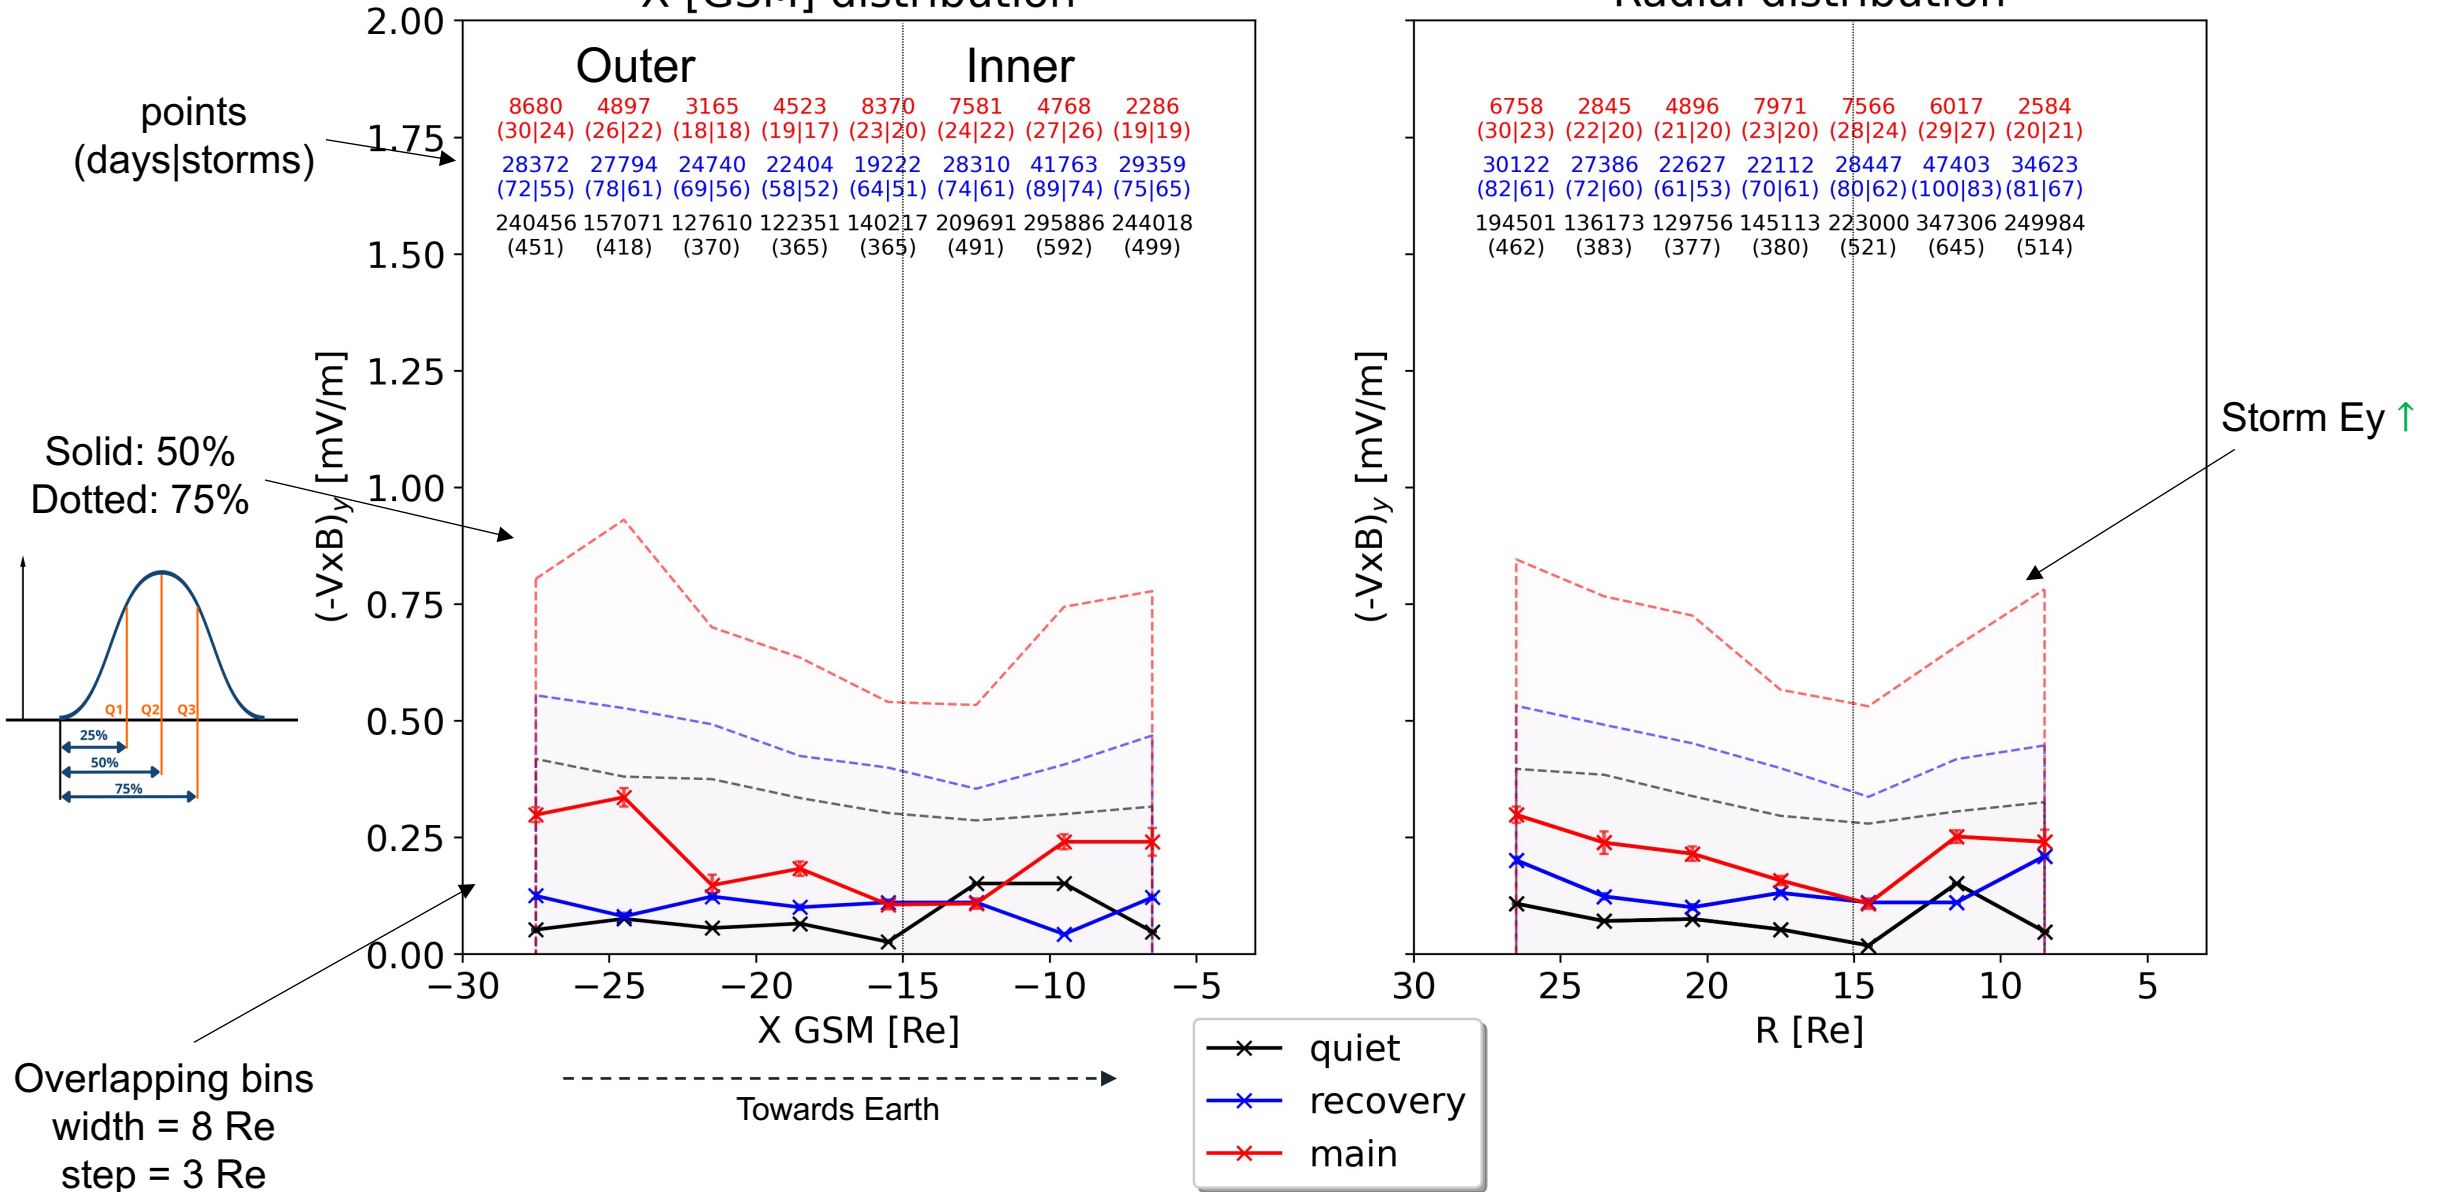 X [GSM] distribution
Radial distribution
Outer
Inner
points
(days|storms)
Solid: 50%
Dotted: 75%
Q1 Q2 Q3
25%
50%
75%
Overlapping bins
width = 8 Re
step = 3 Re
2.00
1.75
1.50
1.25
1.00
0.75
0.50
0.25
0.00
(-VxB)y [mV/m]
8680 4897 3165 4523 8370 7581 4768 2286
(30|24) (26|22) (18|18) (19|17) (23|20) (24|22) (27|26) (19|19)
28372 27794 24740 22404 19222 28310 41763 29359
(72|55) (78|61) (69|56) (58|52) (64|51) (74|61) (89|74) (75|65)
240456 157071 127610 122351 140217 209691 295886 244018
(451) (418) (370) (365) (365) (491) (592) (499)
−30 −25 −20 −15 −10 −5
X GSM [Re]
Towards Earth
(-VxB)y [mV/m]
6758 2845 4896 7971 7566 6017 2584
(30|23) (22|20) (21|20) (23|20) (28|24) (29|27) (20|21)
30122 27386 22627 22112 28447 47403 34623
(82|61) (72|60) (61|53) (70|61) (80|62) (100|83) (81|67)
194501 136173 129756 145113 223000 347306 249984
(462) (383) (377) (380) (521) (645) (514)
30 25 20 15 10 5
R [Re]
Storm Ey ↑
quiet
recovery
main